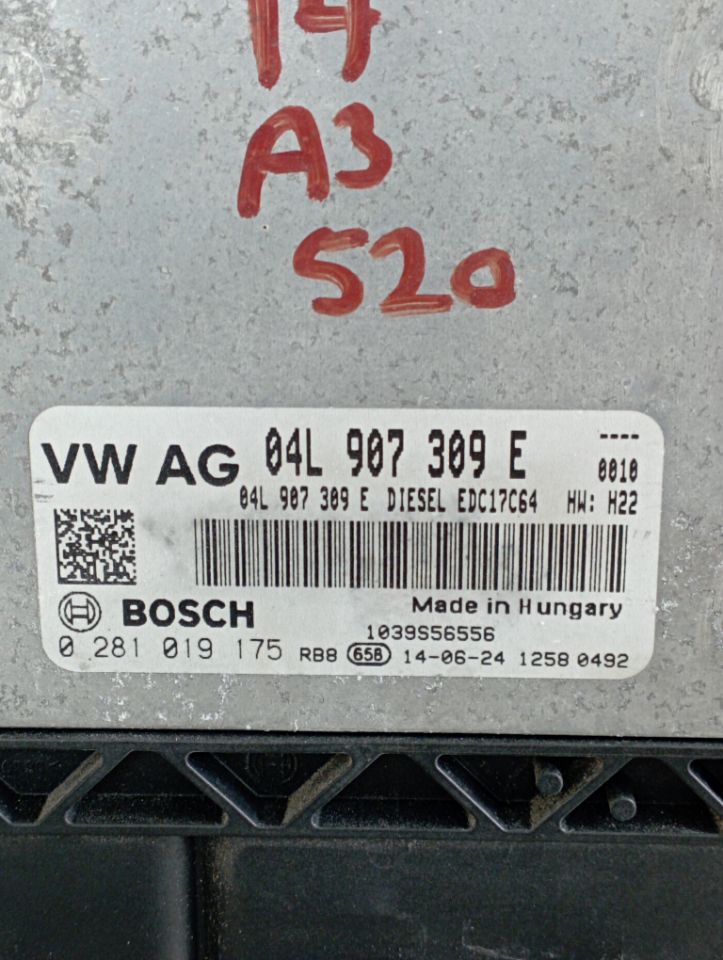 14
A3
520
VW AG 04L 907 309 E ----
0010
04L 907 309 E DIESEL EDC17C64 HW: H22
BOSCH Made in Hungary
1039S56556
0 281 019 175 RB8 65B 14-06-24 1258 0492